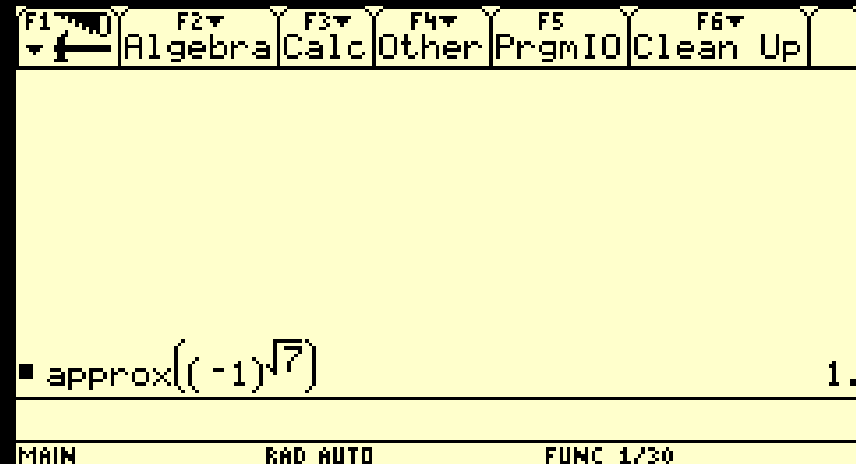 F1 F2 F3 F4 F5 F6
Algebra Calc Other PrgmIO Clean Up
approx((-1)^√7) 1.
MAIN RAD AUTO FUNC 1/30